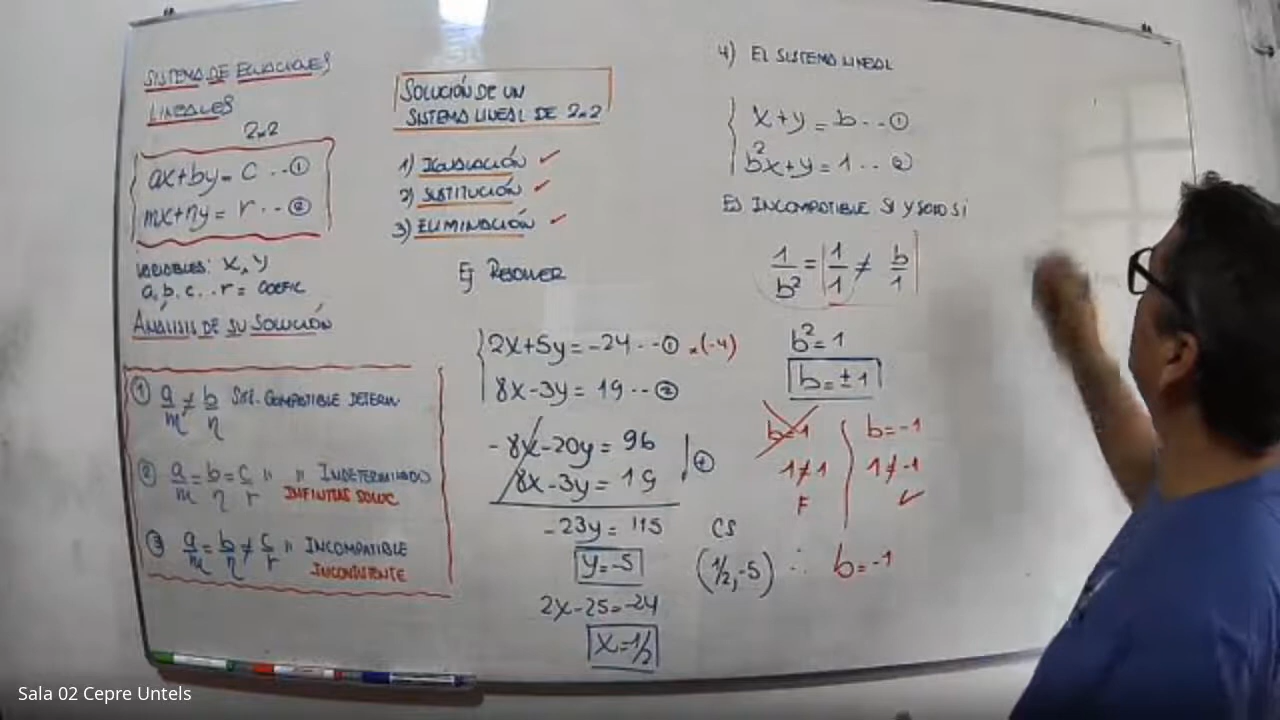 SISTEMA DE ECUACIONES
LINEALES
2x2
ax+by= C ...①
mx+ny= r ...②
VARIABLES: X, Y
a, b, c...r = COEFIC
ANÁLISIS DE SU SOLUCIÓN
① a/m ≠ b/n SIST. COMPATIBLE DETERM.
② a/m = b/n = c/r " " INDETERMINADO
INFINITAS SOLUC
③ a/m = b/n ≠ c/r " INCOMPATIBLE
INCONSISTENTE
SOLUCIÓN DE UN
SISTEMA LINEAL DE 2x2
1) IGUALACIÓN ✓
2) SUSTITUCIÓN ✓
3) ELIMINACIÓN ✓
Ej RESOLVER
2x+5y=-24...① x(-4)
8x-3y= 19...②
-8x-20y= 96
8x-3y= 19
④
-23y= 115
y=-5
2x-25=-24
X=1/2
CS
(1/2,-5)
4) EL SISTEMA LINEAL
x+y= b...①
b²x+y= 1...②
ES INCOMPATIBLE SI Y SOLO SI
1/b² = 1/1 ≠ b/1
b²=1
b=±1
b=1
1≠1
F
b=-1
1≠-1
✓
∴ b=-1
Sala 02 Cepre Untels